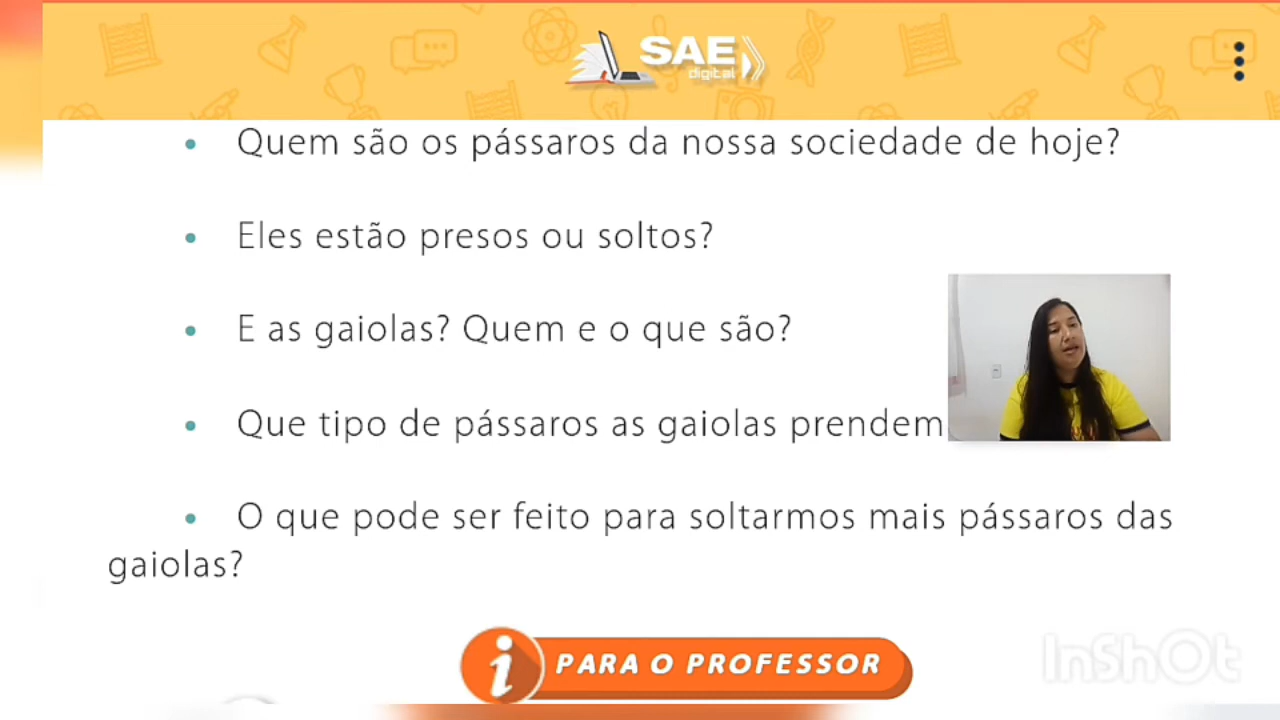 SAE
digital
• Quem são os pássaros da nossa sociedade de hoje?
• Eles estão presos ou soltos?
• E as gaiolas? Quem e o que são?
• Que tipo de pássaros as gaiolas prendem
• O que pode ser feito para soltarmos mais pássaros das
gaiolas?
i PARA O PROFESSOR
InShOt